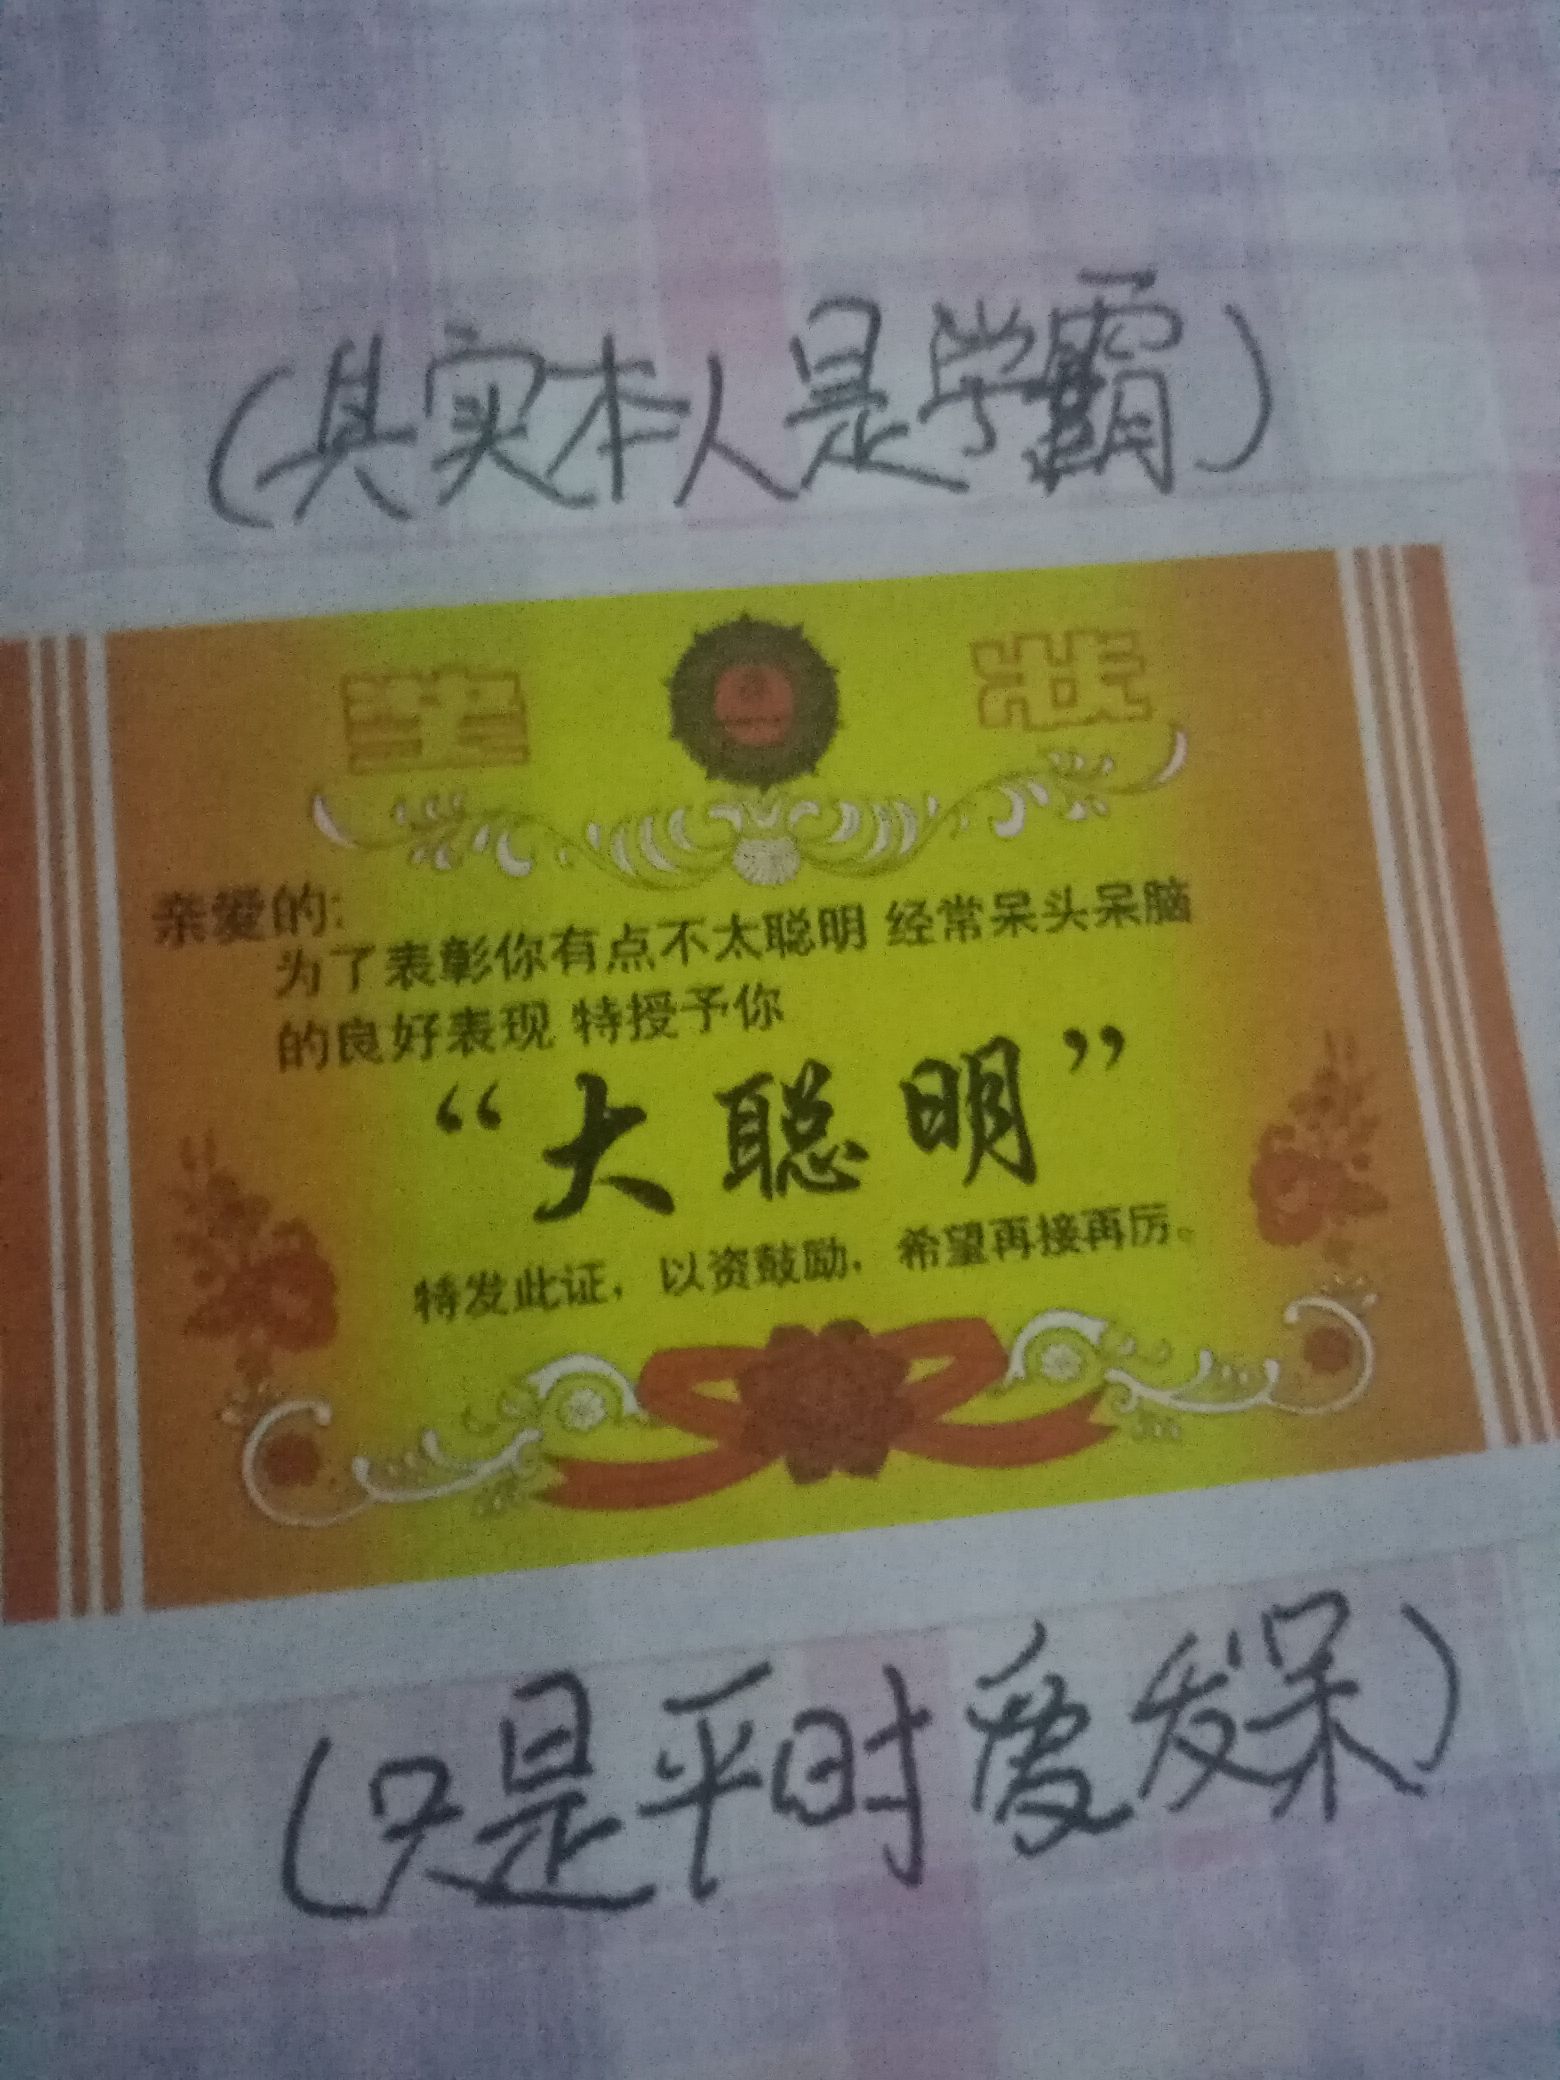 (其实本人是学霸)
奖 状
亲爱的:
为了表彰你有点不太聪明 经常呆头呆脑
的良好表现 特授予你
“大聪明”
特发此证，以资鼓励，希望再接再厉。
(只是平时爱发呆)